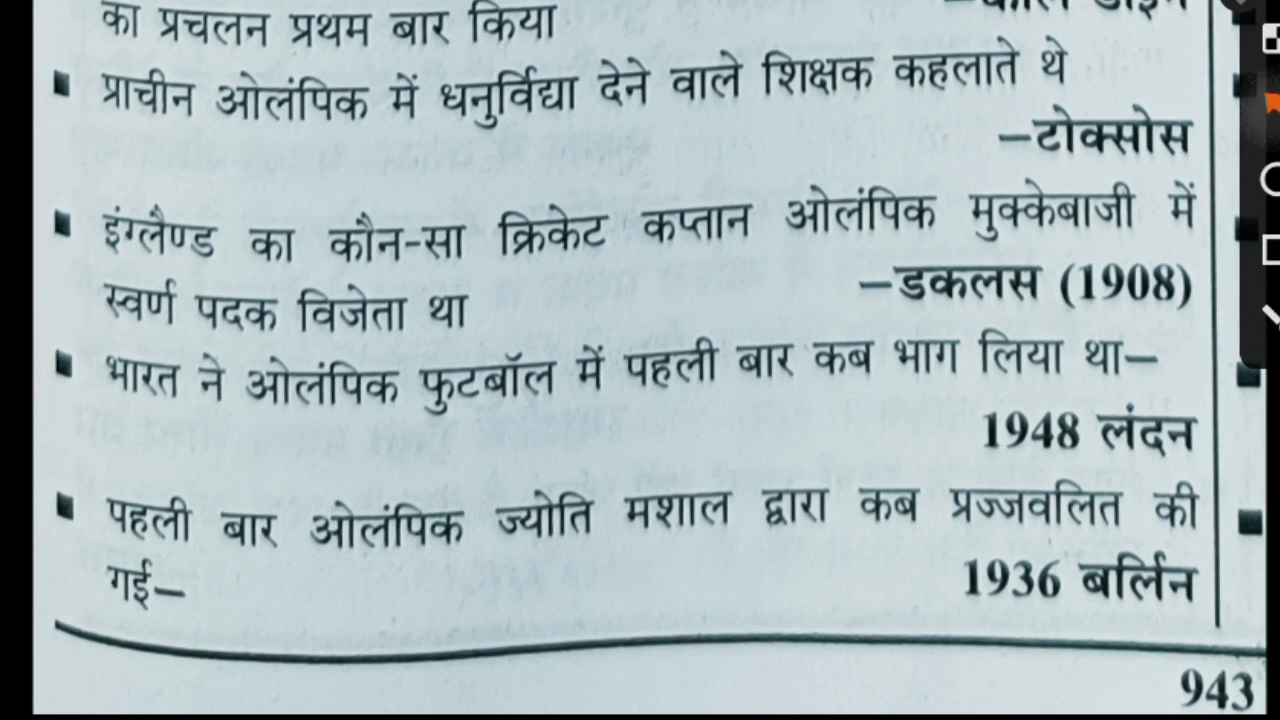 का प्रचलन प्रथम बार किया
▪ प्राचीन ओलंपिक में धनुर्विद्या देने वाले शिक्षक कहलाते थे
–टोक्सोस
▪ इंग्लैण्ड का कौन-सा क्रिकेट कप्तान ओलंपिक मुक्केबाजी में
स्वर्ण पदक विजेता था –डकलस (1908)
▪ भारत ने ओलंपिक फुटबॉल में पहली बार कब भाग लिया था–
1948 लंदन
▪ पहली बार ओलंपिक ज्योति मशाल द्वारा कब प्रज्जवलित की
गई– 1936 बर्लिन
943